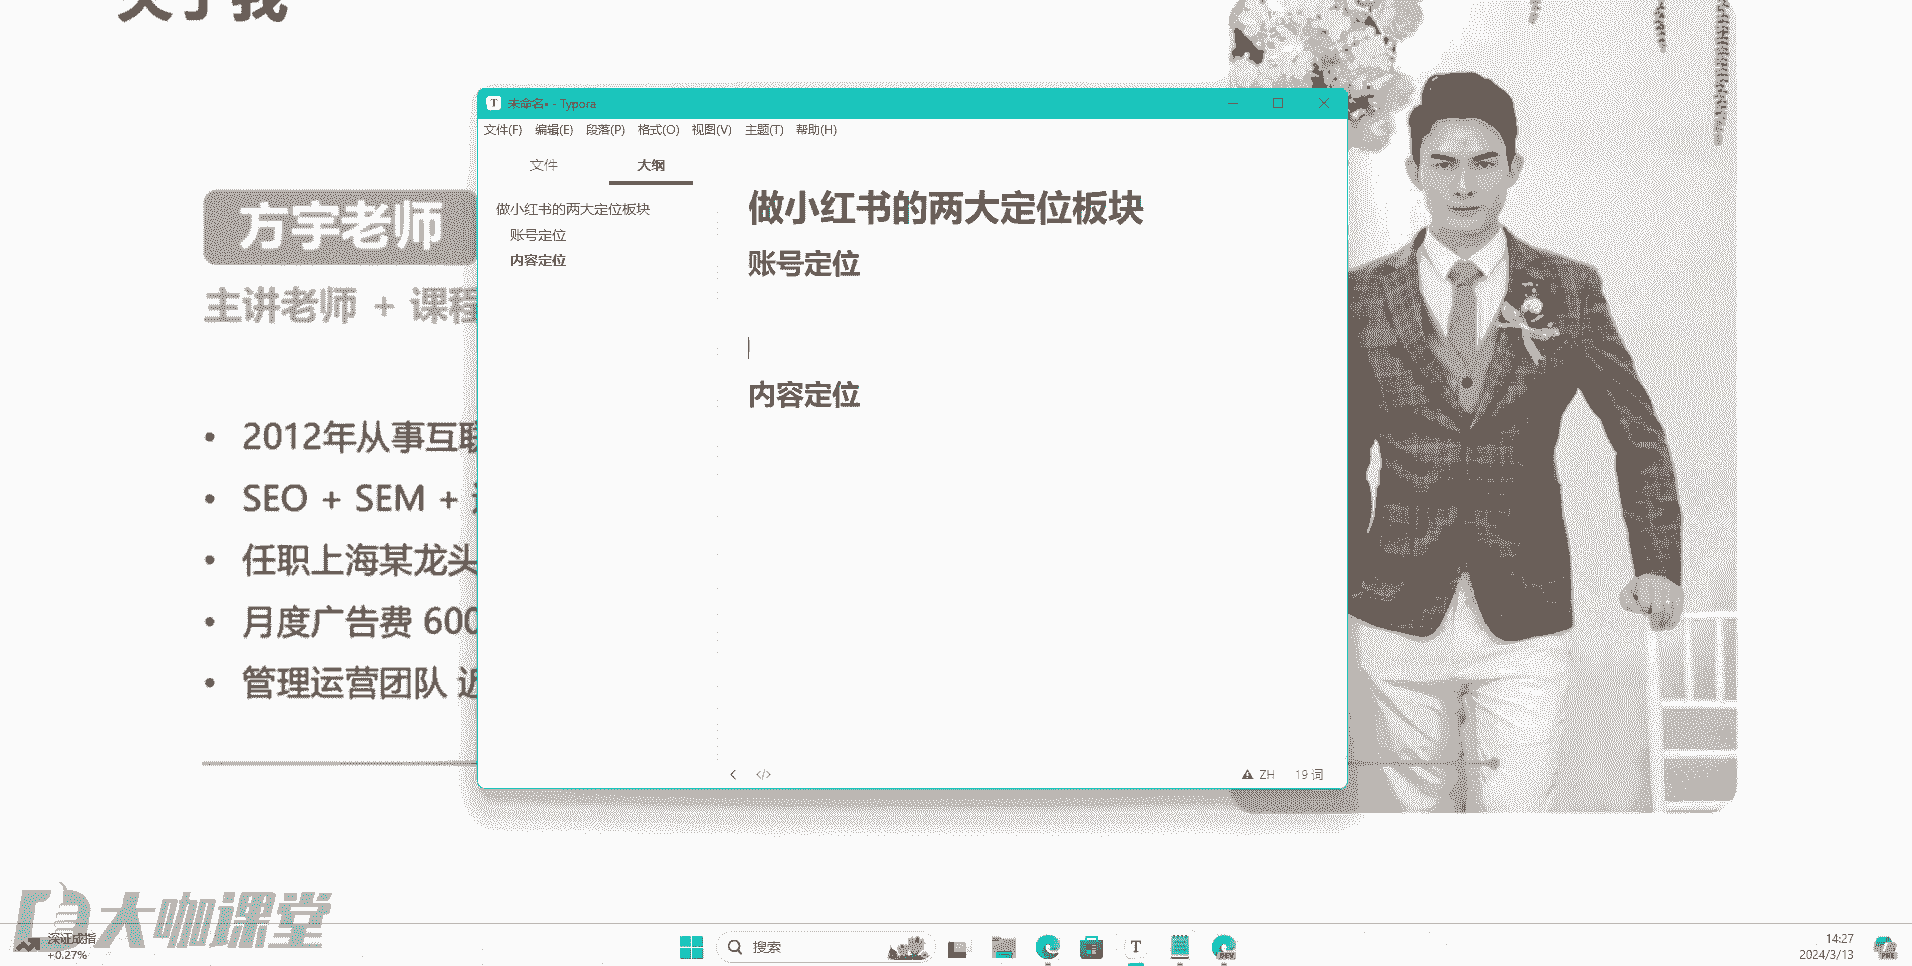 关于我
未命名• - Typora
文件(F) 编辑(E) 段落(P) 格式(O) 视图(V) 主题(T) 帮助(H)
文件 大纲
做小红书的两大定位板块
账号定位
内容定位
做小红书的两大定位板块
账号定位
内容定位
</> ZH 19 词
方宇老师
主讲老师 + 课程
2012年从事互联
SEO + SEM +
任职上海某龙头
月度广告费 600
管理运营团队 近
大咖课堂
深证成指
+0.27%
搜索
DEV
14:27
2024/3/13
PRE